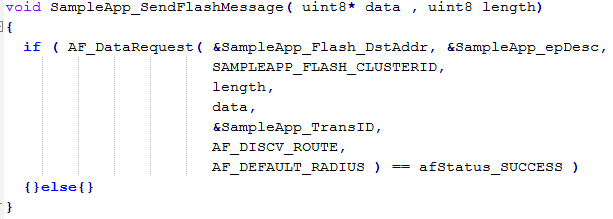 void SampleApp_SendFlashMessage( uint8* data , uint8 length)
{
if ( AF_DataRequest( &SampleApp_Flash_DstAddr, &SampleApp_epDesc,
SAMPLEAPP_FLASH_CLUSTERID,
length,
data,
&SampleApp_TransID,
AF_DISCV_ROUTE,
AF_DEFAULT_RADIUS ) == afStatus_SUCCESS )
{}else{}
}